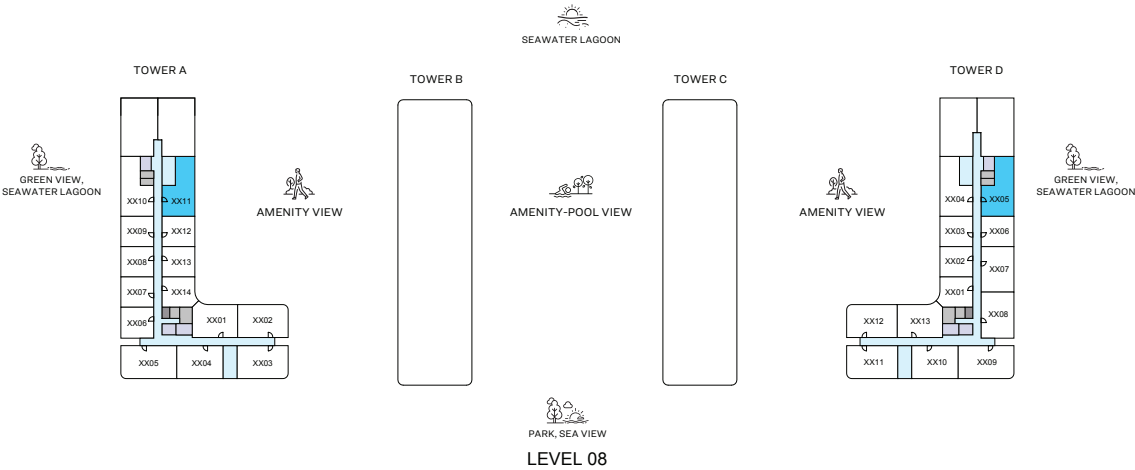 SEAWATER LAGOON
TOWER A
TOWER B
TOWER C
TOWER D
GREEN VIEW,
SEAWATER LAGOON
AMENITY VIEW
AMENITY-POOL VIEW
AMENITY VIEW
GREEN VIEW,
SEAWATER LAGOON
XX10 XX11
XX09 XX12
XX08 XX13
XX07 XX14
XX06 XX01 XX02
XX05 XX04 XX03
XX04 XX05
XX03 XX06
XX02 XX07
XX01
XX12 XX13 XX08
XX11 XX10 XX09
PARK, SEA VIEW
LEVEL 08